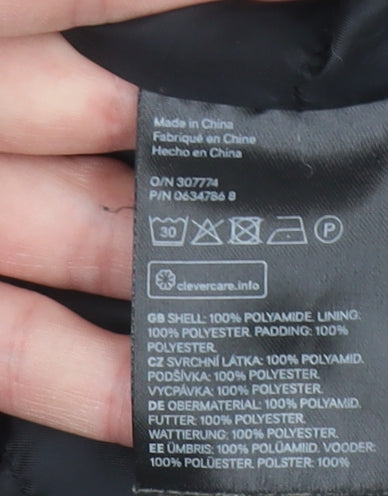 Made in China
Fabriqué en Chine
Hecho en China
O/N 307774
P/N 0634786 8
30
P
clevercare.info
GB SHELL: 100% POLYAMIDE. LINING:
100% POLYESTER. PADDING: 100%
POLYESTER.
CZ SVRCHNÍ LÁTKA: 100% POLYAMID.
PODŠÍVKA: 100% POLYESTER.
VYCPÁVKA: 100% POLYESTER.
DE OBERMATERIAL: 100% POLYAMID.
FUTTER: 100% POLYESTER.
WATTIERUNG: 100% POLYESTER.
EE ÜMBRIS: 100% POLÜAMIID. VOODER:
100% POLÜESTER. POLSTER: 100%